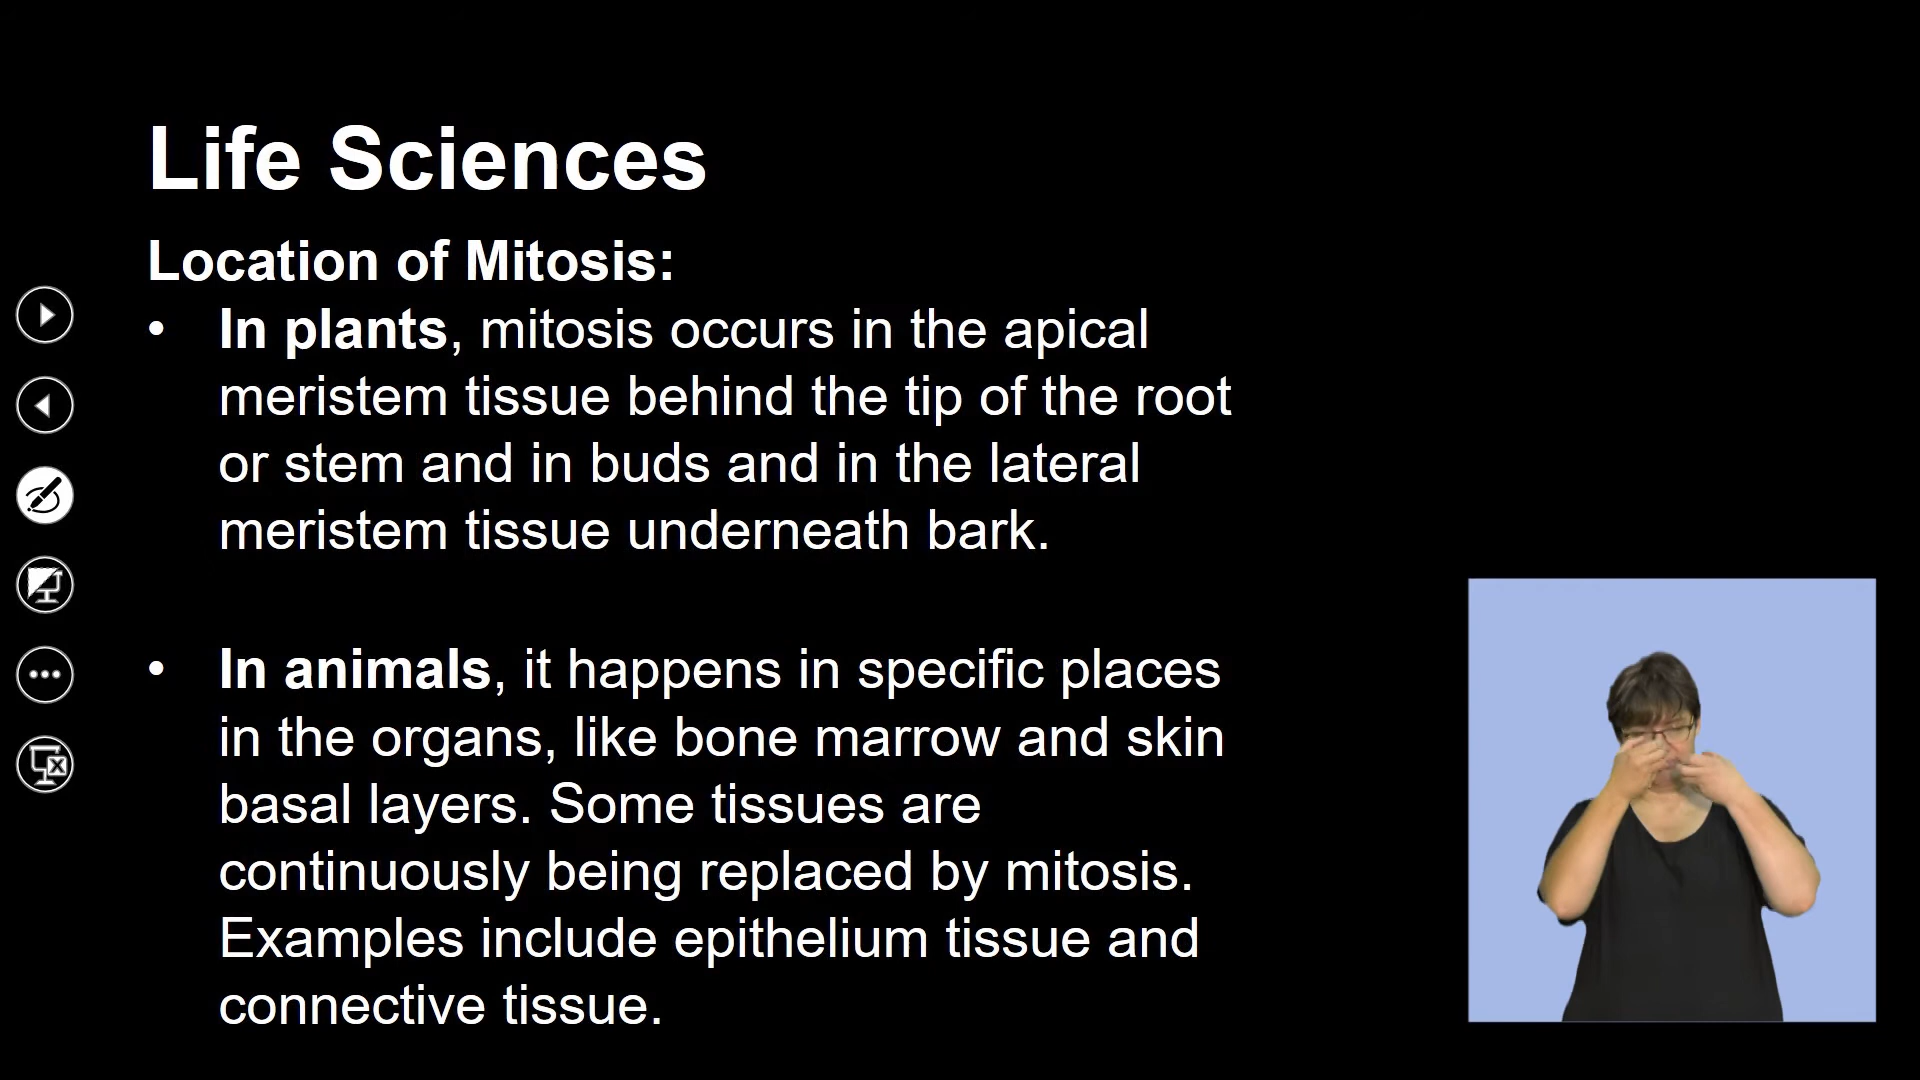 Life Sciences
Location of Mitosis:
• In plants, mitosis occurs in the apical
meristem tissue behind the tip of the root
or stem and in buds and in the lateral
meristem tissue underneath bark.
• In animals, it happens in specific places
in the organs, like bone marrow and skin
basal layers. Some tissues are
continuously being replaced by mitosis.
Examples include epithelium tissue and
connective tissue.